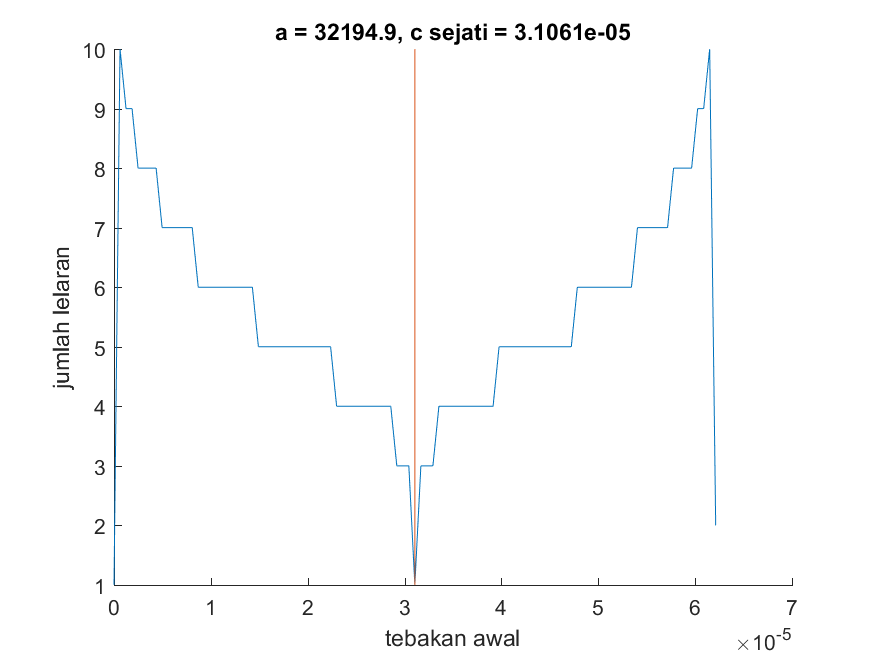 a = 32194.9, c sejati = 3.1061e-05
10
9
8
7
6
5
4
3
2
1
jumlah lelaran
0 1 2 3 4 5 6 7
×10-5
tebakan awal